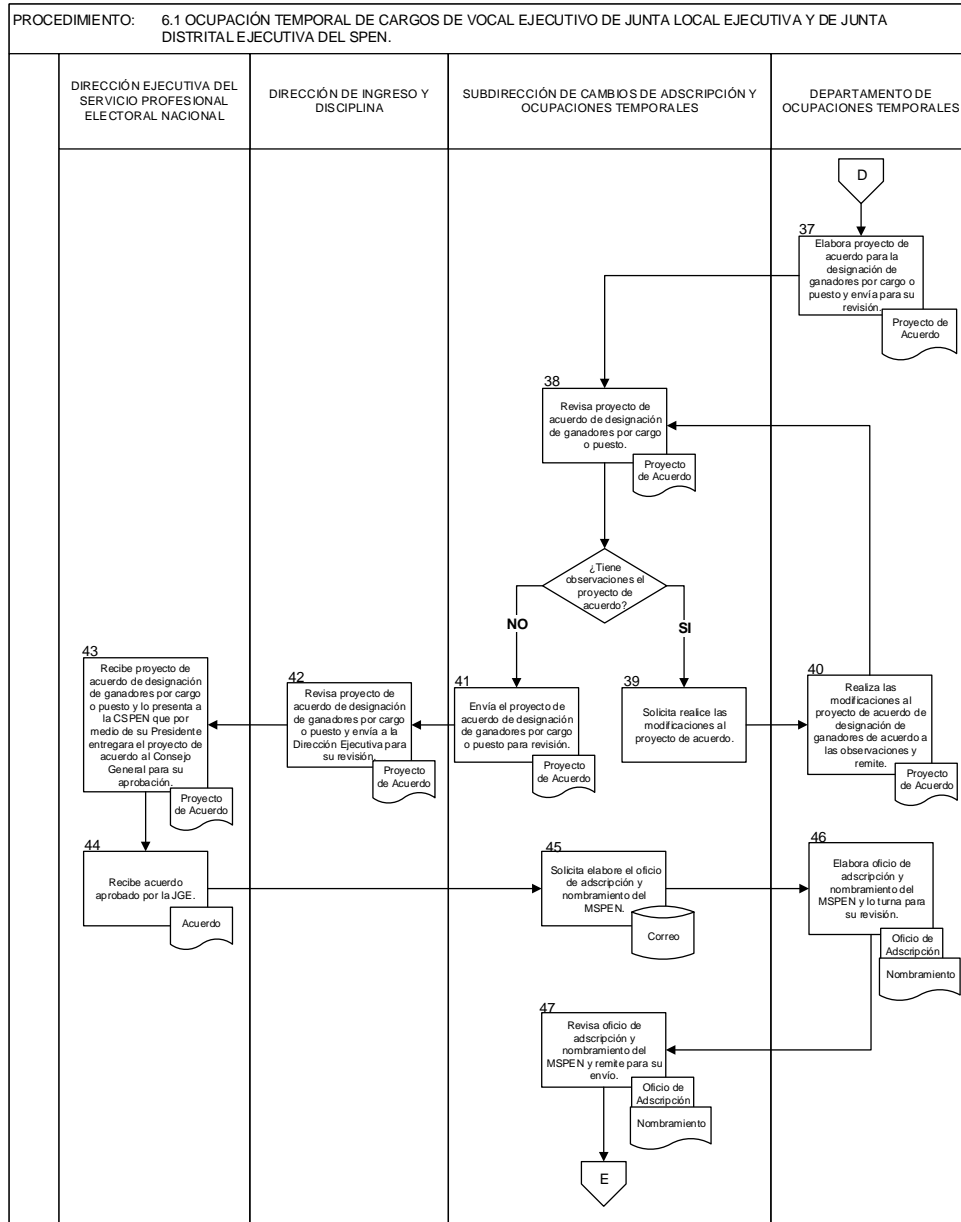 PROCEDIMIENTO: 6.1 OCUPACIÓN TEMPORAL DE CARGOS DE VOCAL EJECUTIVO DE JUNTA LOCAL EJECUTIVA Y DE JUNTA
DISTRITAL EJECUTIVA DEL SPEN.
DIRECCIÓN EJECUTIVA DEL
SERVICIO PROFESIONAL
ELECTORAL NACIONAL
DIRECCIÓN DE INGRESO Y
DISCIPLINA
SUBDIRECCIÓN DE CAMBIOS DE ADSCRIPCIÓN Y
OCUPACIONES TEMPORALES
DEPARTAMENTO DE
OCUPACIONES TEMPORALES
D
37
Elabora proyecto de
acuerdo para la
designación de
ganadores por cargo o
puesto y envía para su
revisión.
Proyecto de
Acuerdo
38
Revisa proyecto de
acuerdo de designación
de ganadores por cargo
o puesto.
Proyecto
de Acuerdo
¿Tiene
observaciones el
proyecto de
acuerdo?
NO
SI
43
Recibe proyecto de
acuerdo de designación
de ganadores por cargo
o puesto y lo presenta a
la CSPEN que por
medio de su Presidente
entregara el proyecto de
acuerdo al Consejo
General para su
aprobación.
Proyecto
de Acuerdo
42
Revisa proyecto de
acuerdo de designación
de ganadores por cargo
o puesto y envía a la
Dirección Ejecutiva para
su revisión.
Proyecto
de Acuerdo
41
Envía el proyecto de
acuerdo de designación
de ganadores por cargo
o puesto para revisión.
Proyecto
de Acuerdo
39
Solicita realice las
modificaciones al
proyecto de acuerdo.
40
Realiza las
modificaciones al
proyecto de acuerdo de
designación de
ganadores de acuerdo a
las observaciones y
remite.
Proyecto
de Acuerdo
44
Recibe acuerdo
aprobado por la JGE.
Acuerdo
45
Solicita elabore el oficio
de adscripción y
nombramiento del
MSPEN.
Correo
46
Elabora oficio de
adscripción y
nombramiento del
MSPEN y lo turna para
su revisión.
Oficio de
Adscripción
Nombramiento
47
Revisa oficio de
adscripción y
nombramiento del
MSPEN y remite para su
envío.
Oficio de
Adscripción
Nombramiento
E